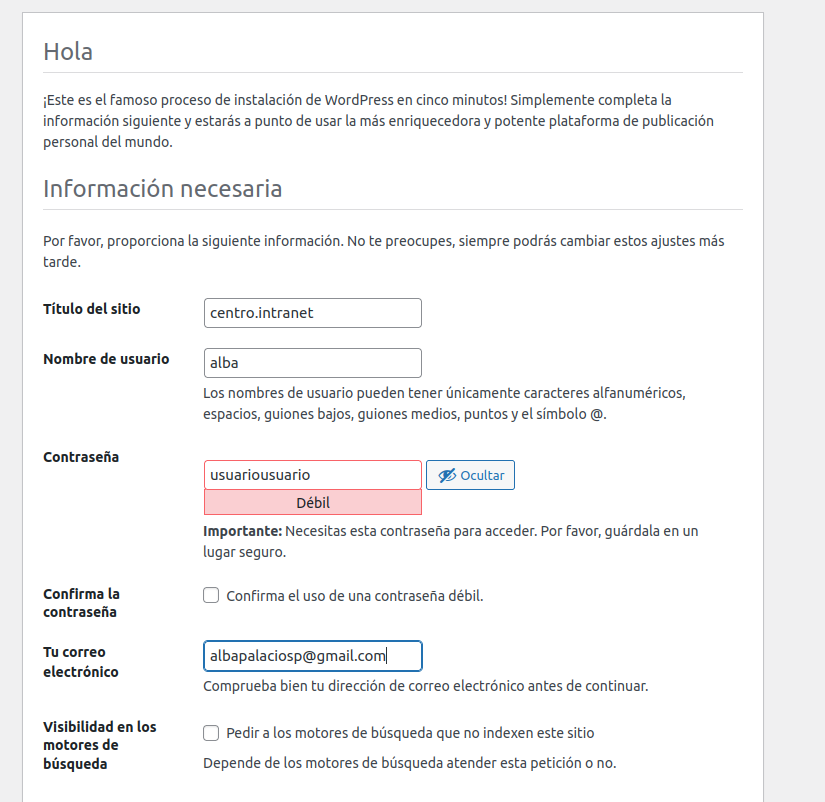 Hola
¡Este es el famoso proceso de instalación de WordPress en cinco minutos! Simplemente completa la
información siguiente y estarás a punto de usar la más enriquecedora y potente plataforma de publicación
personal del mundo.
Información necesaria
Por favor, proporciona la siguiente información. No te preocupes, siempre podrás cambiar estos ajustes más
tarde.
Título del sitio
centro.intranet
Nombre de usuario
alba
Los nombres de usuario pueden tener únicamente caracteres alfanuméricos,
espacios, guiones bajos, guiones medios, puntos y el símbolo @.
Contraseña
usuariousuario
Ocultar
Débil
Importante: Necesitas esta contraseña para acceder. Por favor, guárdala en un
lugar seguro.
Confirma la
contraseña
Confirma el uso de una contraseña débil.
Tu correo
electrónico
albapalaciosp@gmail.com
Comprueba bien tu dirección de correo electrónico antes de continuar.
Visibilidad en los
motores de
búsqueda
Pedir a los motores de búsqueda que no indexen este sitio
Depende de los motores de búsqueda atender esta petición o no.